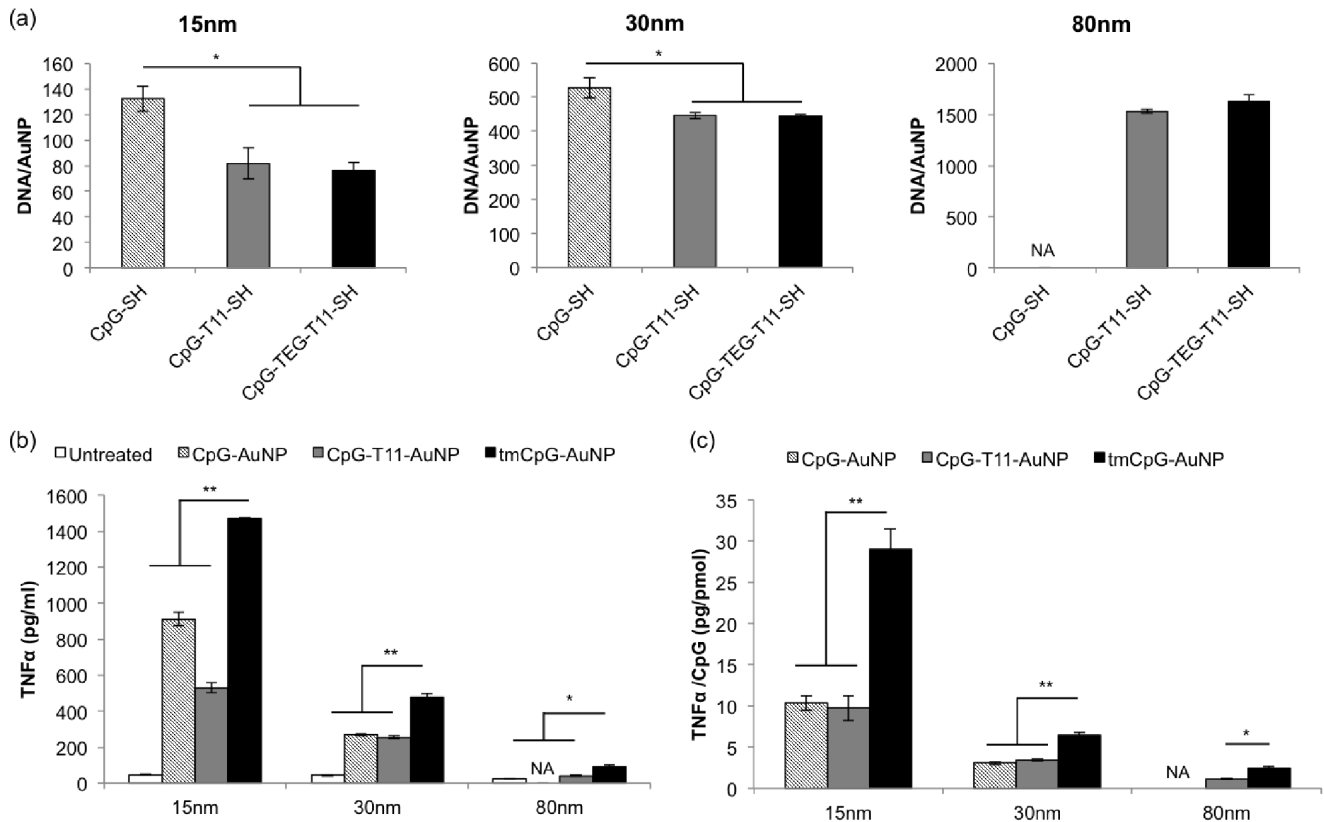 (a)
15nm
30nm
80nm
DNA/AuNP
160
140
120
100
80
60
40
20
0
*
CpG-SH
CpG-T11-SH
CpG-TEG-T11-SH
DNA/AuNP
600
500
400
300
200
100
0
*
CpG-SH
CpG-T11-SH
CpG-TEG-T11-SH
DNA/AuNP
2000
1500
1000
500
0
NA
CpG-SH
CpG-T11-SH
CpG-TEG-T11-SH
(b)
Untreated CpG-AuNP CpG-T11-AuNP tmCpG-AuNP
TNFα (pg/ml)
1600
1400
1200
1000
800
600
400
200
0
**
**
*
NA
15nm 30nm 80nm
(c)
CpG-AuNP CpG-T11-AuNP tmCpG-AuNP
TNFα /CpG (pg/pmol)
35
30
25
20
15
10
5
0
**
**
*
NA
15nm 30nm 80nm